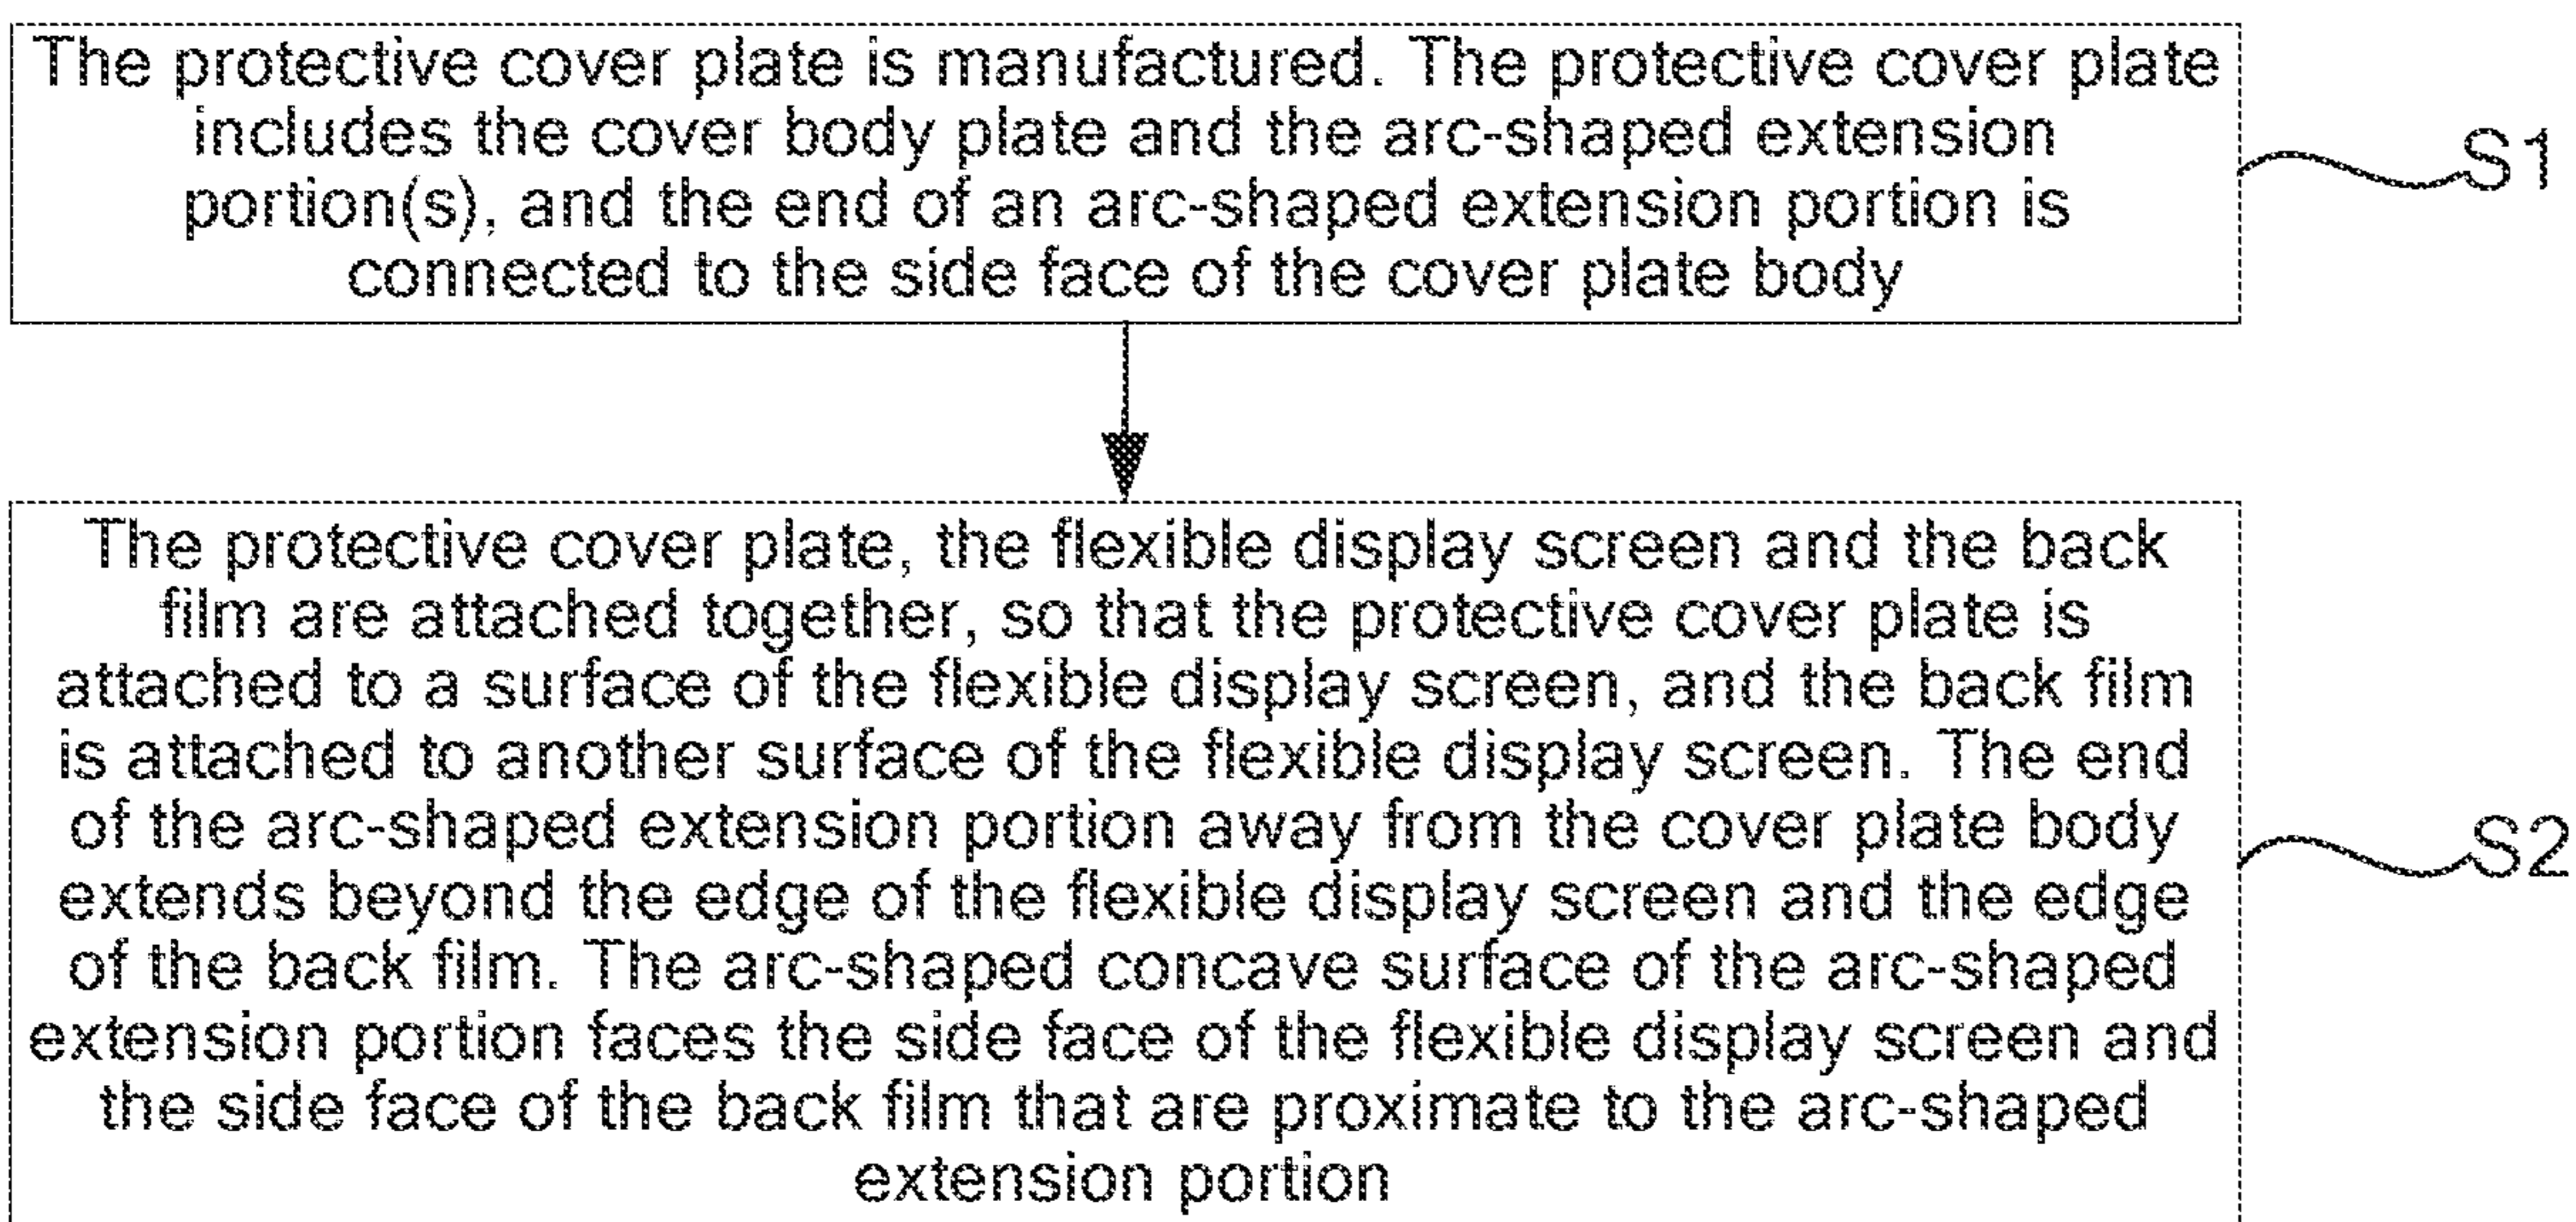 The protective cover plate is manufactured. The protective cover plate
includes the cover body plate and the arc-shaped extension
portion(s), and the end of an arc-shaped extension portion is
connected to the side face of the cover plate body
S1
The protective cover plate, the flexible display screen and the back
film are attached together, so that the protective cover plate is
attached to a surface of the flexible display screen, and the back film
is attached to another surface of the flexible display screen. The end
of the arc-shaped extension portion away from the cover plate body
extends beyond the edge of the flexible display screen and the edge
of the back film. The arc-shaped concave surface of the arc-shaped
extension portion faces the side face of the flexible display screen and
the side face of the back film that are proximate to the arc-shaped
extension portion
S2